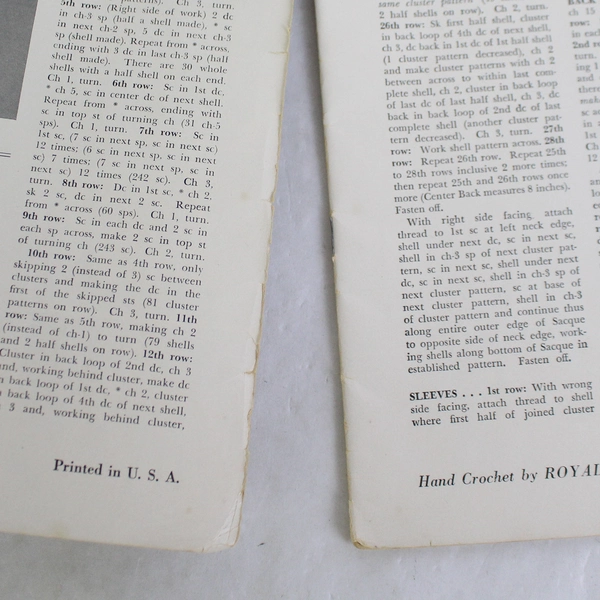 patterns). Ch 3, turn.
5th row: (Right side of work) 2 dc
in ch-3 sp (half a shell made), * sc
in next ch-2 sp, 5 dc in next ch-3
sp (shell made). Repeat from * across,
ending with 3 dc in last ch-3 sp (half
shell made). There are 30 whole
shells with a half shell on each end.
Ch 1, turn. 6th row: Sc in 1st dc,
* ch 5, sc in center dc of next shell.
Repeat from * across, ending with
sc in top st of turning ch (31 ch-5
sps). Ch 1, turn. 7th row: Sc in
1st sc, (7 sc in next sp, sc in next sc)
12 times; (6 sc in next sp, sc in next
sc) 7 times; (7 sc in next sp, sc in
next sc) 12 times (242 sc). Ch 3,
turn. 8th row: Dc in 1st sc, * ch 2,
sk 2 sc, dc in next 2 sc. Repeat
from * across (60 sps). Ch 1, turn.
9th row: Sc in each dc and 2 sc in
each sp across, make 2 sc in top st
of turning ch (243 sc). Ch 2, turn.
10th row: Same as 4th row, only
skipping 2 (instead of 3) sc between
clusters and making the dc in the
first of the skipped sts (81 cluster
patterns on row). Ch 3, turn. 11th
row: Same as 5th row, making ch 2
(instead of ch-1) to turn (79 shells
and 2 half shells on row). 12th row:
Cluster in back loop of 2nd dc, ch 3
and, working behind cluster, make dc
in back loop of 1st dc, * ch 2, cluster
in back loop of 4th dc of next shell,
ch 3 and, working behind cluster,
Printed in U. S. A.
same cluster pattern
2 half shells on row). Ch 2, turn.
26th row: Sk first half shell, cluster
in back loop of 4th dc of next shell,
ch 3, dc back in 1st dc of 1st half shell
(1 cluster pattern decreased), ch 2
and make cluster patterns with ch 2
between across to within last com-
plete shell, ch 2, cluster in back loop
of last dc of last half shell, ch 3, dc
back in back loop of 2nd dc of last
complete shell (another cluster pat-
tern decreased). Ch 3, turn. 27th
row: Work shell pattern across. 28th
row: Repeat 26th row. Repeat 25th
to 28th rows inclusive 2 more times;
then repeat 25th and 26th rows once
more (Center Back measures 8 inches).
Fasten off.
With right side facing, attach
thread to 1st sc at left neck edge,
shell under next dc, sc in next sc,
shell in ch-3 sp of next cluster pat-
tern, sc in next sc, shell under next
dc, sc in next sc, shell in ch-3 sp of
next cluster pattern, sc at base of
next cluster pattern, shell in ch-3
of cluster pattern and continue thus
along entire outer edge of Sacque
to opposite side of neck edge, work-
ing shells along bottom of Sacque in
established pattern. Fasten off.
SLEEVES . . . 1st row: With wrong
side facing, attach thread to shell
where first half of joined cluster
Hand Crochet by ROYAL
BACK
ch 15
row:
2nd r